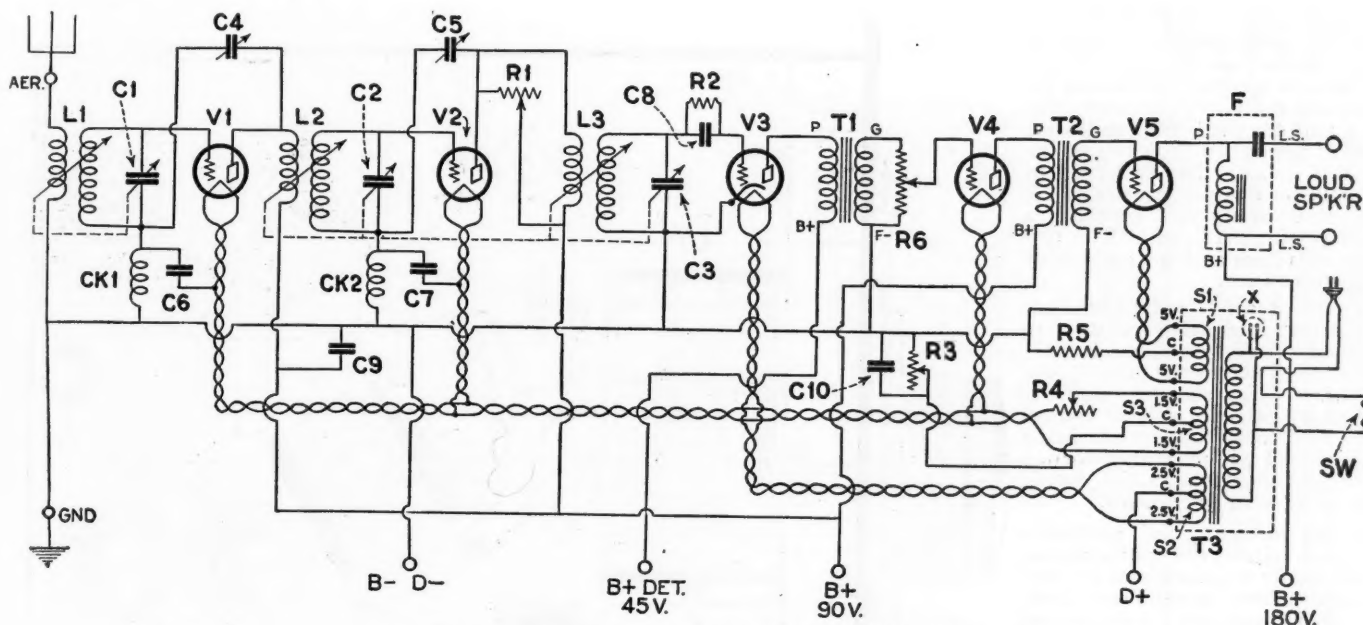 C4
C5
AER.
L1
C1
V1
L2
C2
V2
R1
L3
C8
R2
V3
P
T1
G
V4
P
T2
G
V5
P
F
L.S.
LOUD
SP'K'R
L.S.
B+
F-
R6
B+
F-
B+
C3
CK1
C6
CK2
C7
C9
C10
R3
R5
R4
S1
X
5V.
C
5V.
1.5V.
S3
C
1.5V.
2.5V.
C
2.5V.
S2
T3
SW
GND
B- D-
B+ DET.
45V.
B+
90V.
D+
B+
180V.